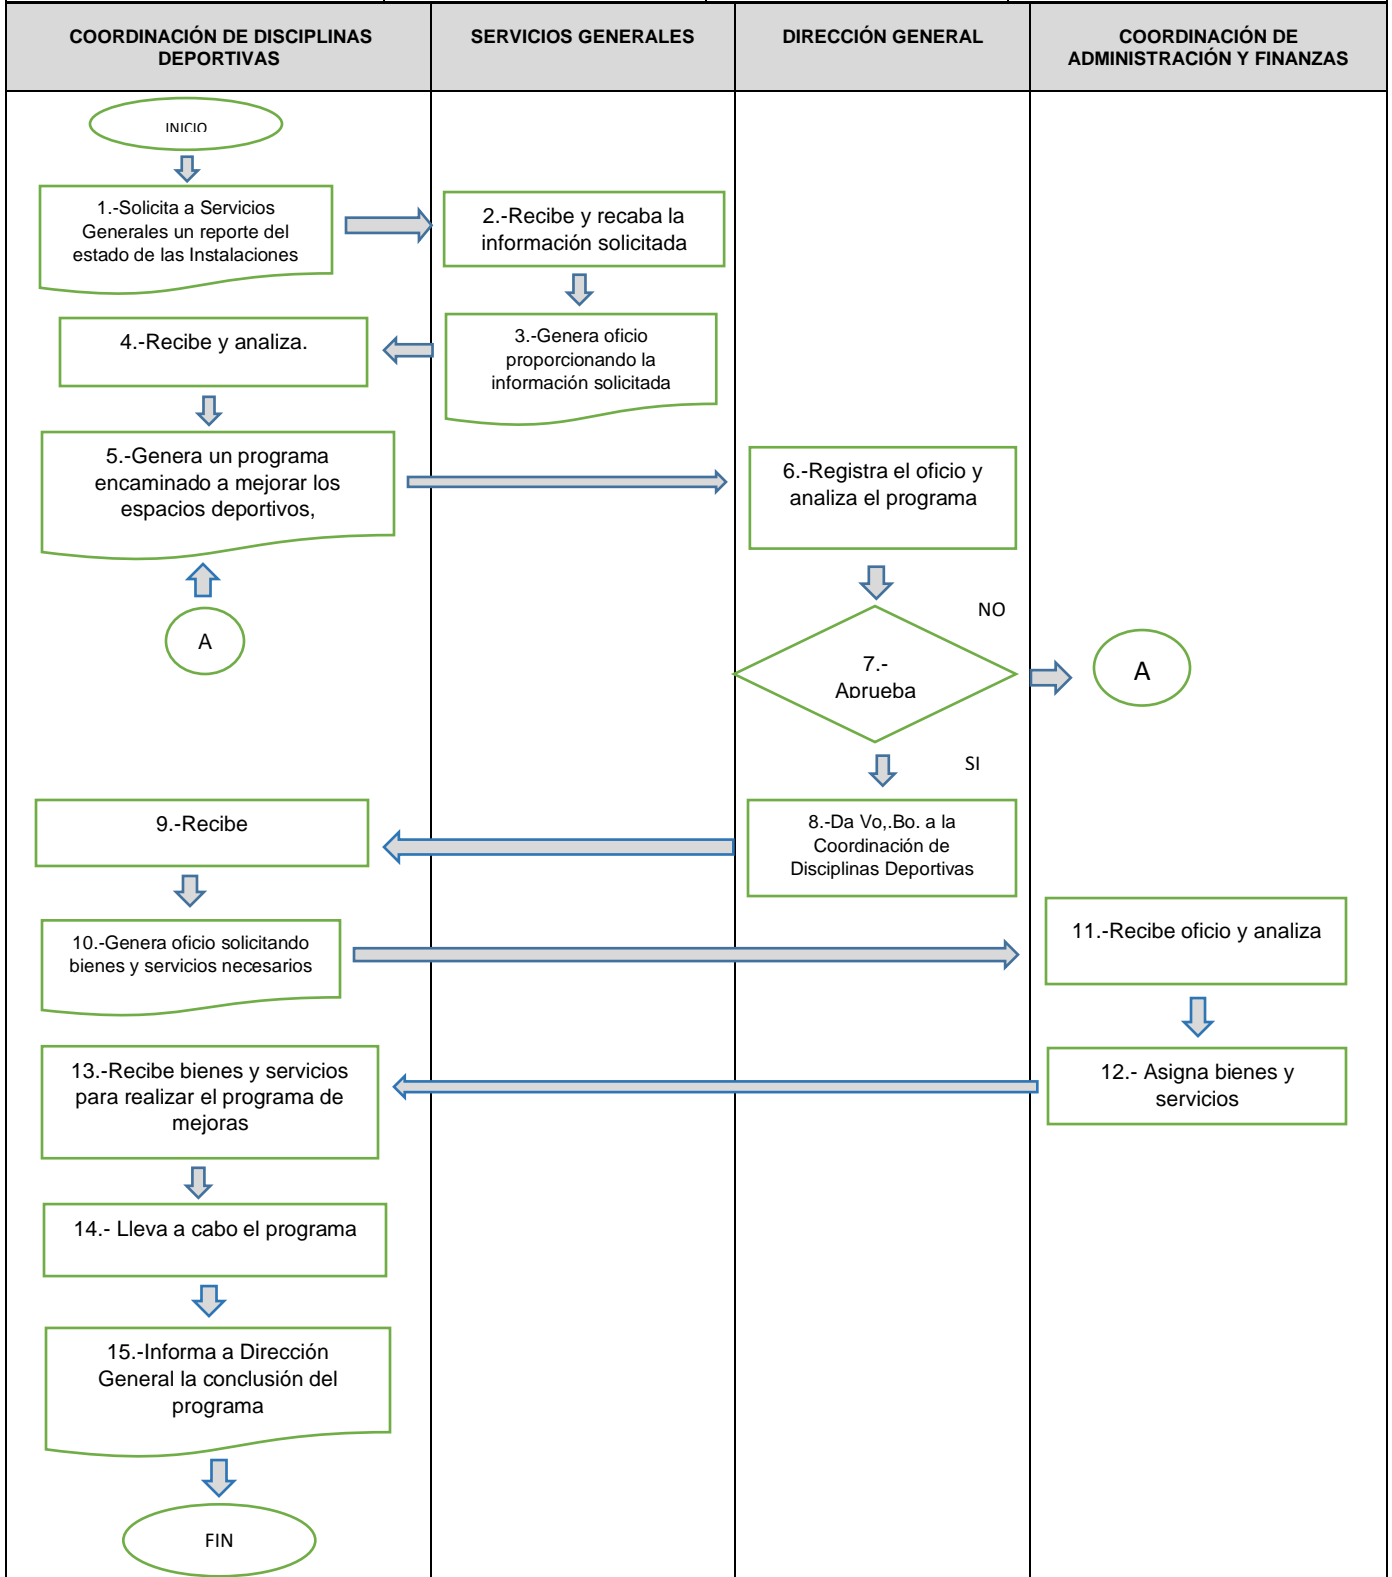 COORDINACIÓN DE DISCIPLINAS
DEPORTIVAS
SERVICIOS GENERALES
DIRECCIÓN GENERAL
COORDINACIÓN DE
ADMINISTRACIÓN Y FINANZAS
INICIO
1.-Solicita a Servicios
Generales un reporte del
estado de las Instalaciones
2.-Recibe y recaba la
información solicitada
3.-Genera oficio
proporcionando la
información solicitada
4.-Recibe y analiza.
5.-Genera un programa
encaminado a mejorar los
espacios deportivos,
6.-Registra el oficio y
analiza el programa
A
NO
7.-
Aprueba
A
SI
8.-Da Vo,.Bo. a la
Coordinación de
Disciplinas Deportivas
9.-Recibe
10.-Genera oficio solicitando
bienes y servicios necesarios
11.-Recibe oficio y analiza
12.- Asigna bienes y
servicios
13.-Recibe bienes y servicios
para realizar el programa de
mejoras
14.- Lleva a cabo el programa
15.-Informa a Dirección
General la conclusión del
programa
FIN